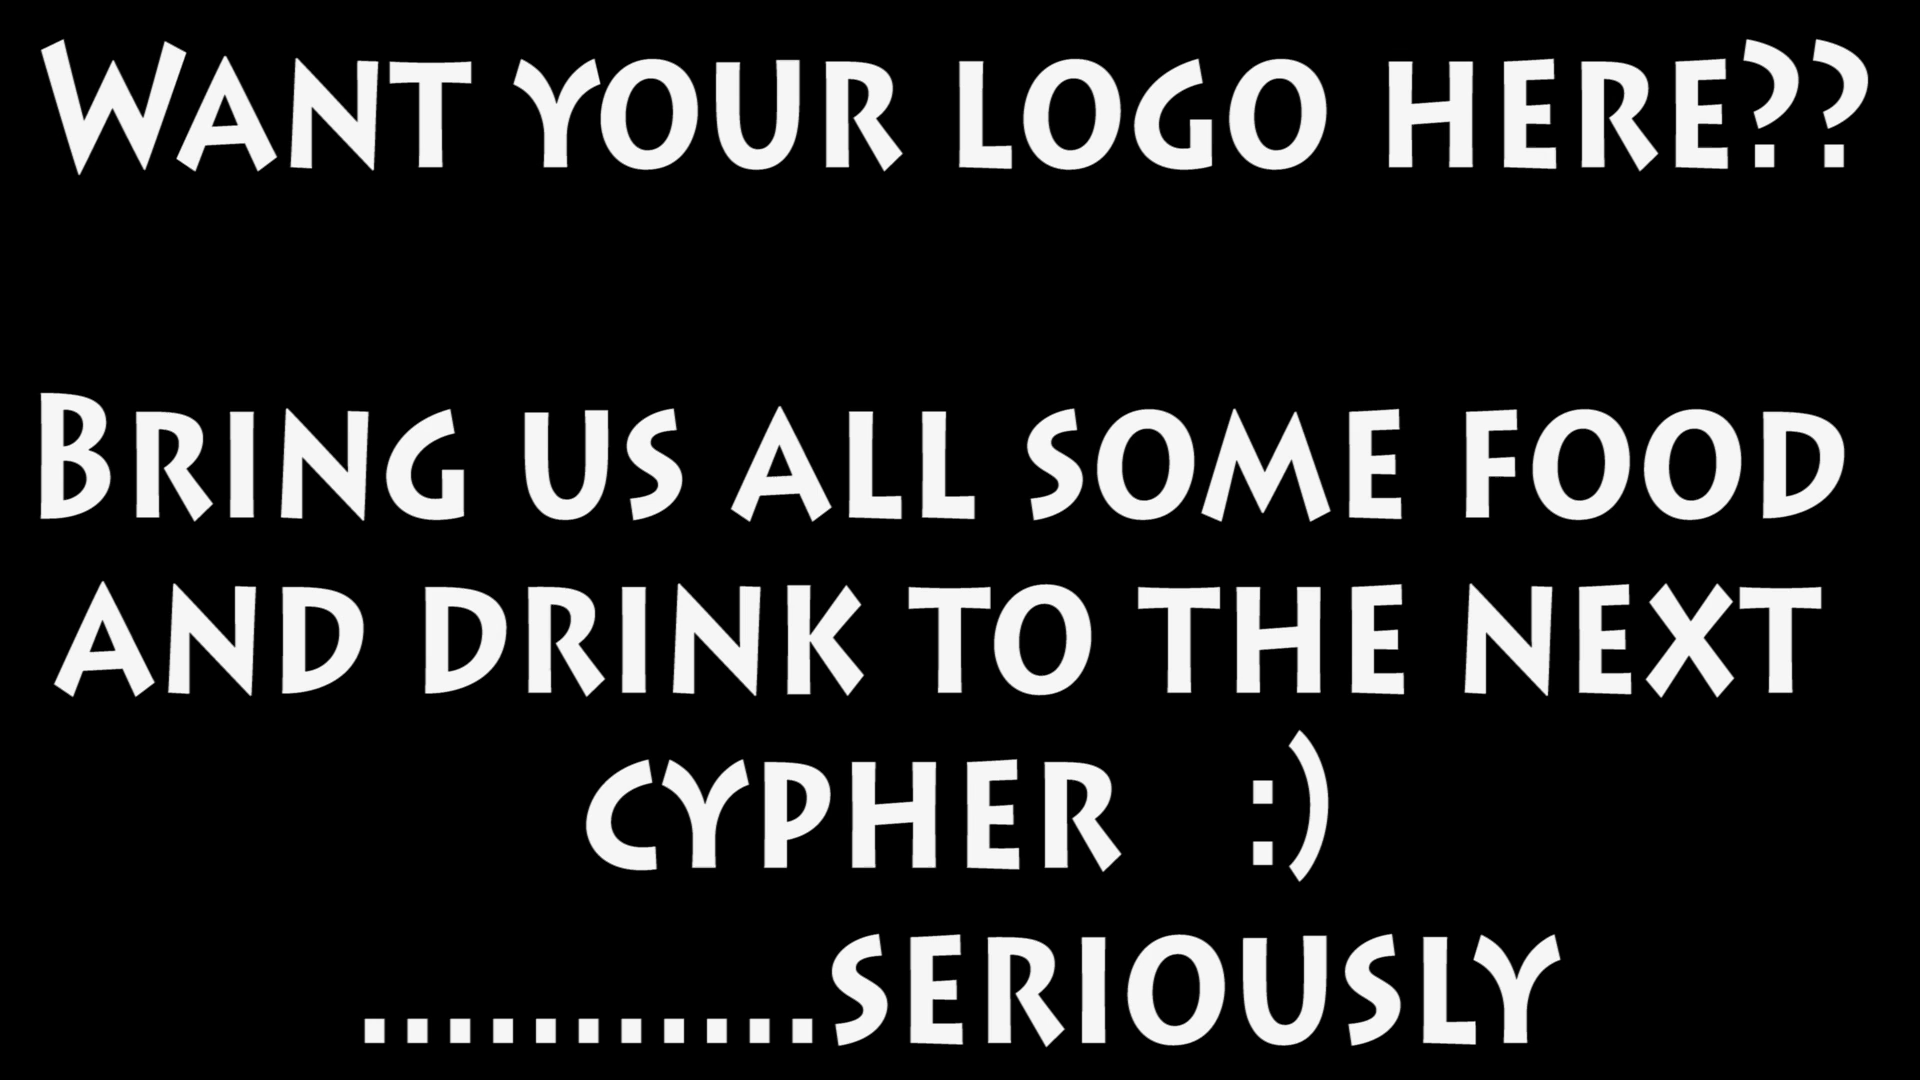 Want your logo here??
Bring us all some food
and drink to the next
cypher :)
...........seriously